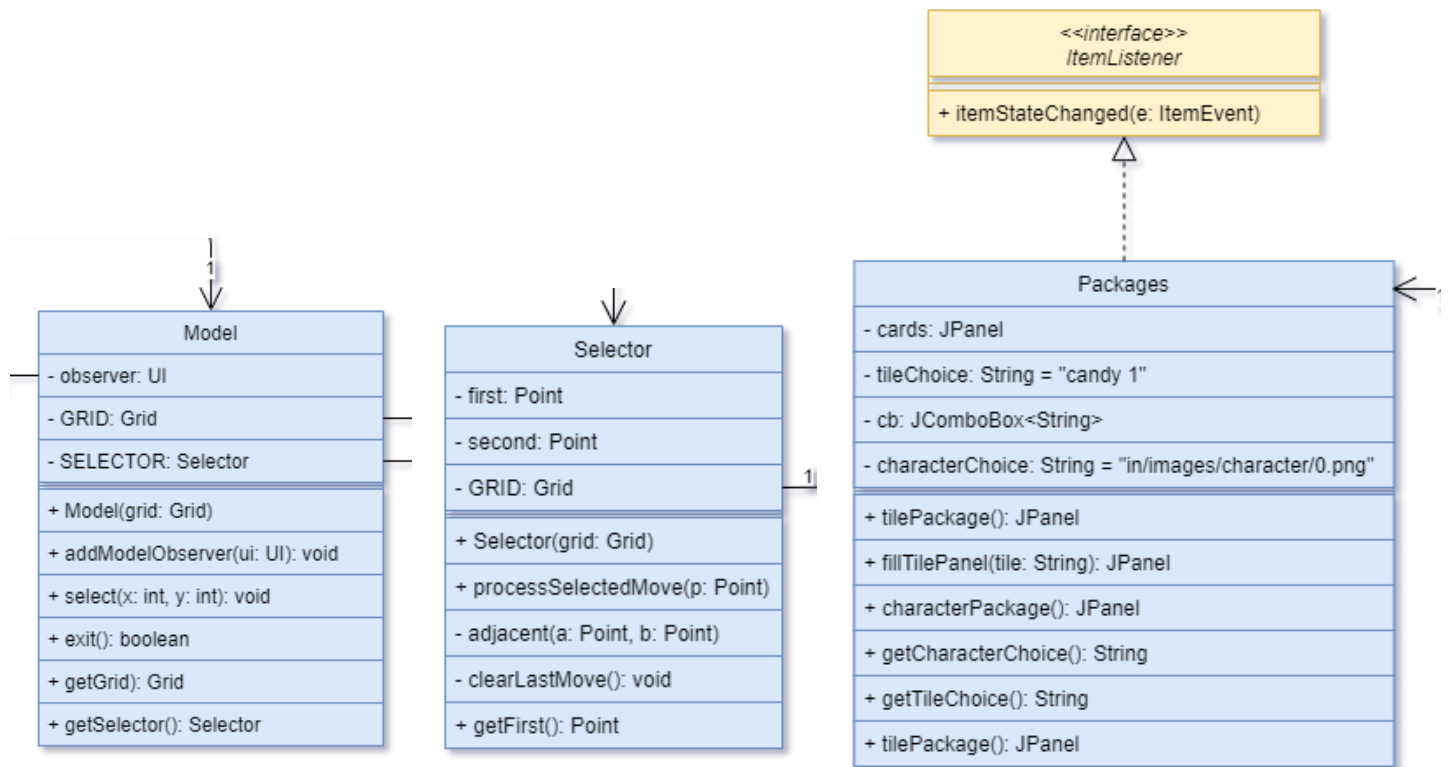 <<interface>>
ItemListener
+ itemStateChanged(e: ItemEvent)
1
Model
- observer: UI
- GRID: Grid
- SELECTOR: Selector
+ Model(grid: Grid)
+ addModelObserver(ui: UI): void
+ select(x: int, y: int): void
+ exit(): boolean
+ getGrid): Grid
+ getSelector(): Selector
Selector
- first: Point
- second: Point
- GRID: Grid
1
+ Selector(grid: Grid)
+ processSelectedMove(p: Point)
- adjacent(a: Point, b: Point)
- clearLastMove(): void
+ getFirst(): Point
Packages
- cards: JPanel
- tileChoice: String = "candy 1"
- cb: JComboBox<String>
- characterChoice: String = "in/images/character/0.png"
+ tilePackage(): JPanel
+ fillTilePanel(tile: String): JPanel
+ characterPackage(): JPanel
+ getCharacterChoice(): String
+ getTileChoice(): String
+ tilePackage(): JPanel